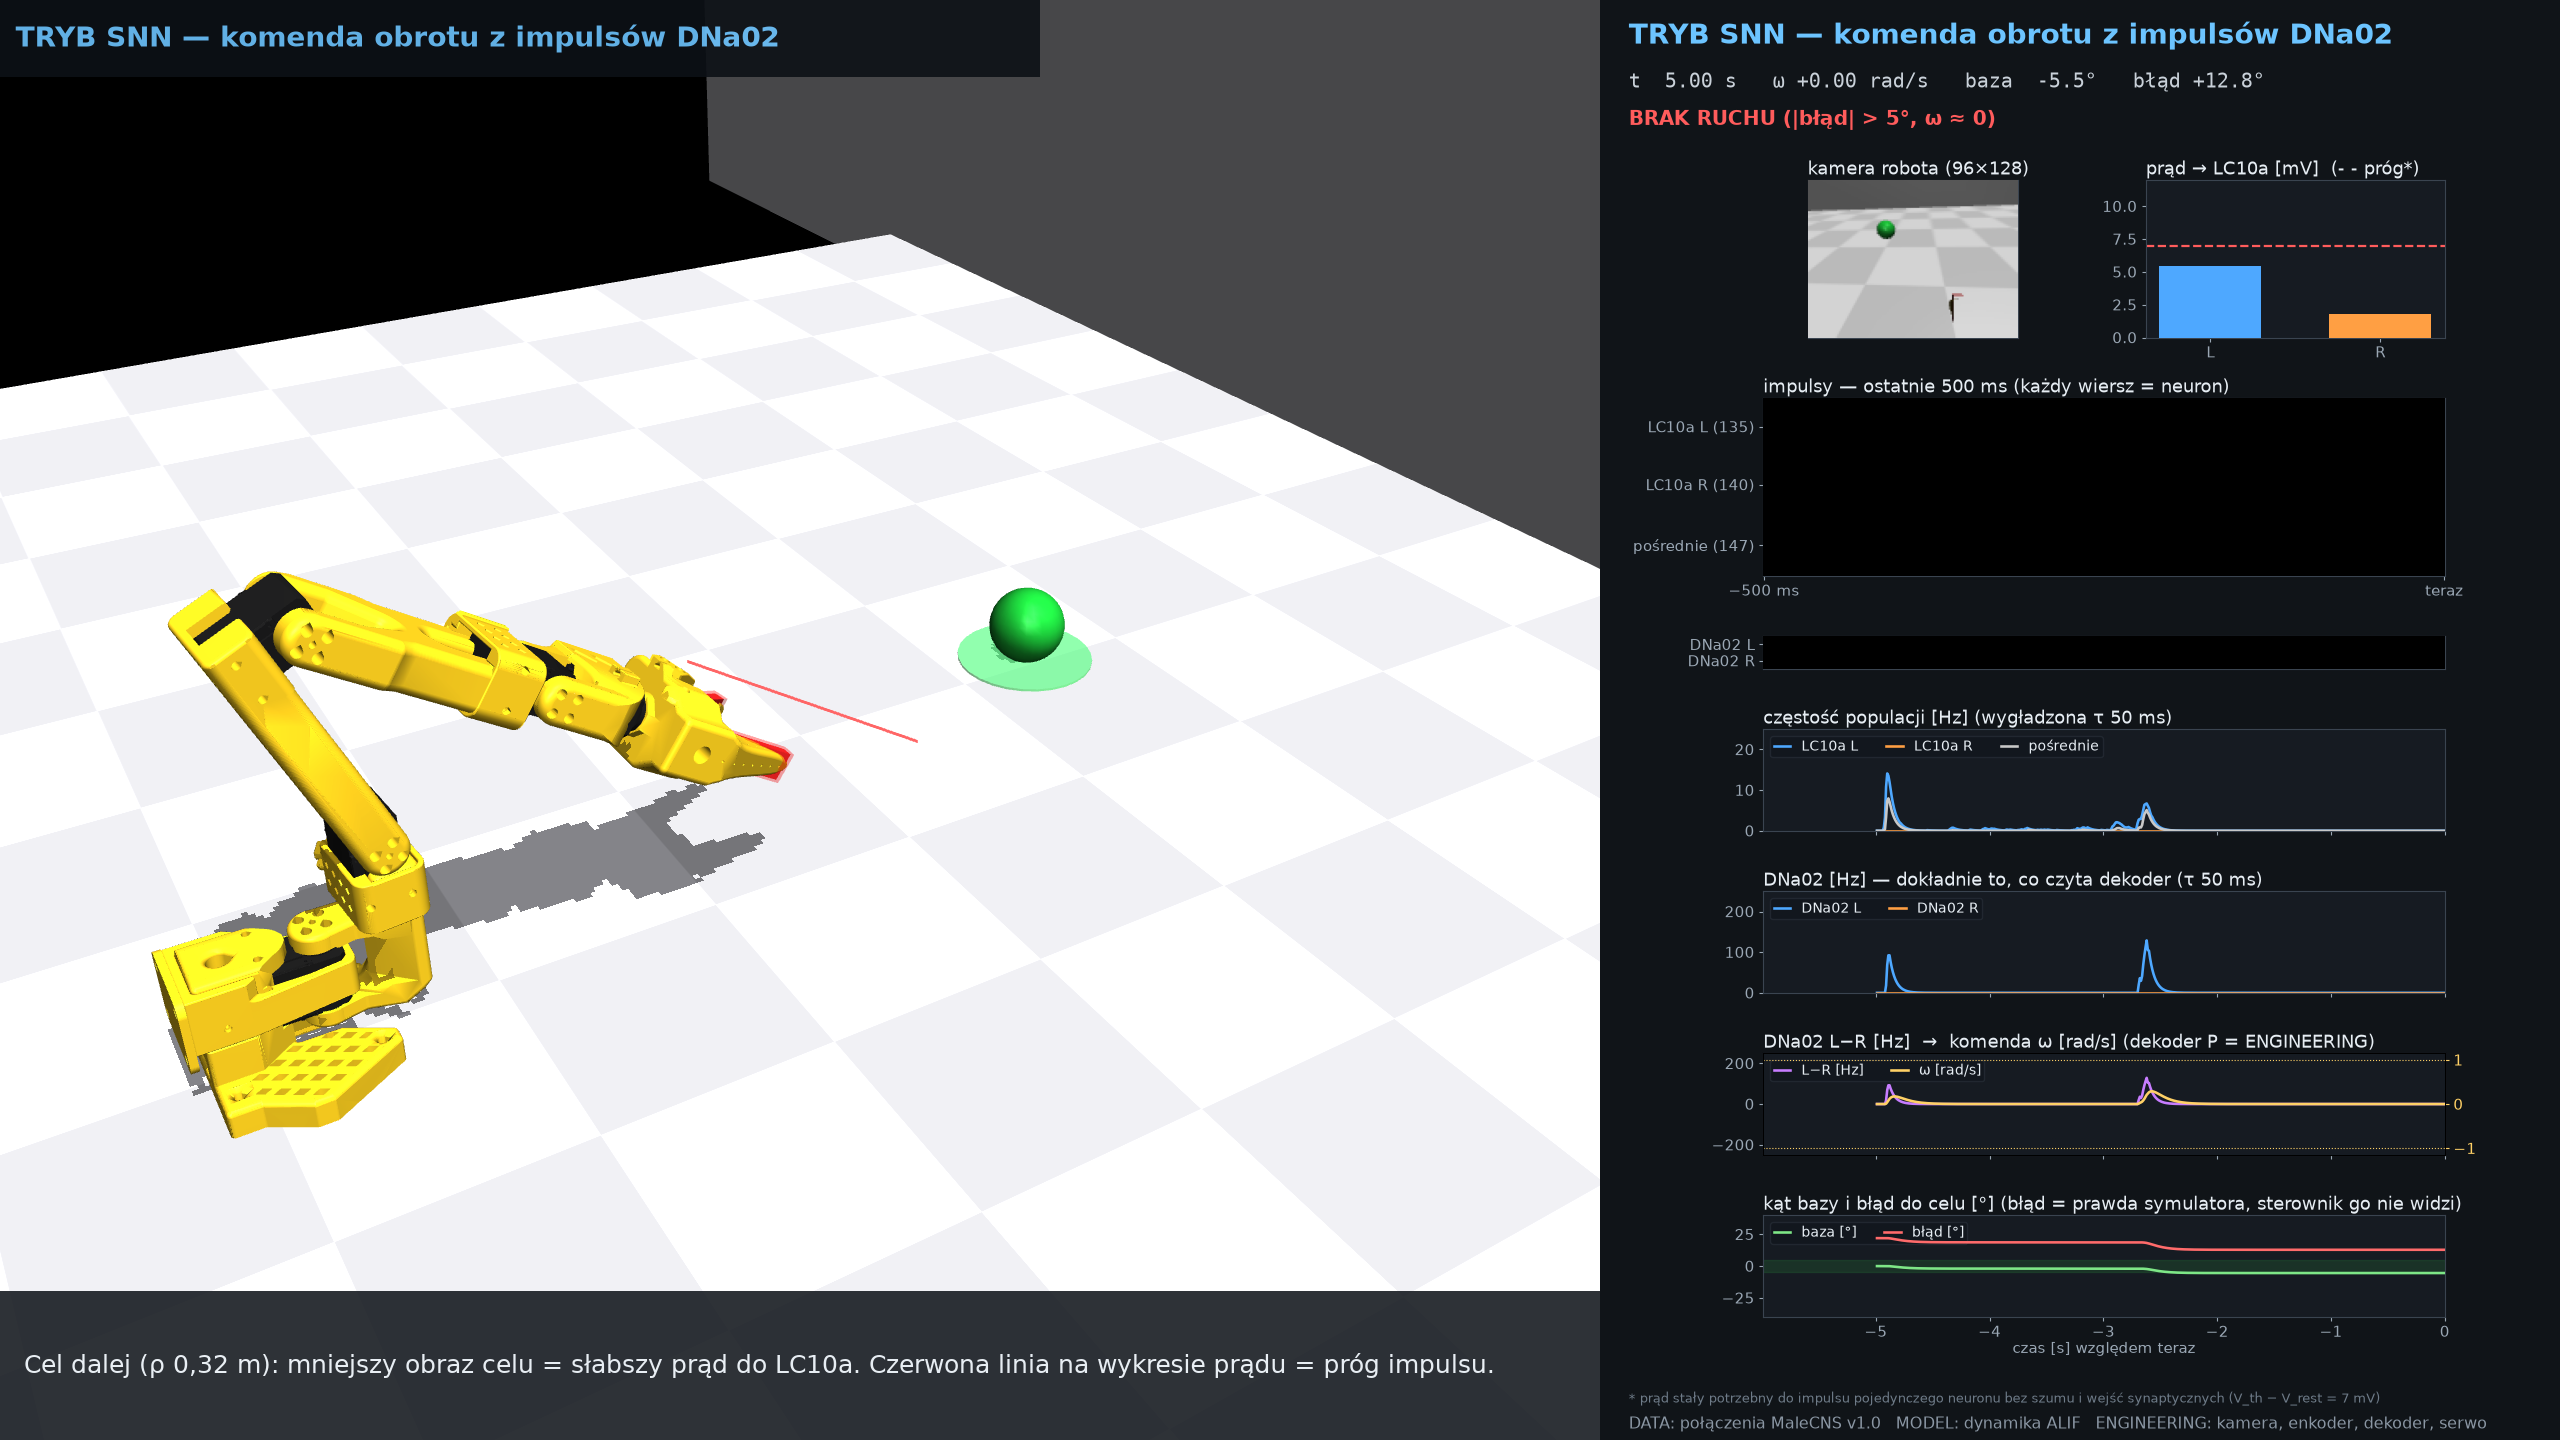 TRYB SNN — komenda obrotu z impulsów DNa02
Cel dalej (ρ 0,32 m): mniejszy obraz celu = słabszy prąd do LC10a. Czerwona linia na wykresie prądu = próg impulsu.
TRYB SNN — komenda obrotu z impulsów DNa02
t 5.00 s ω +0.00 rad/s baza -5.5° błąd +12.8°
BRAK RUCHU (|błąd| > 5°, ω ≈ 0)
kamera robota (96×128)
prąd → LC10a [mV] (- - próg*)
10.0
7.5
5.0
2.5
0.0
L R
impulsy — ostatnie 500 ms (każdy wiersz = neuron)
LC10a L (135)
LC10a R (140)
pośrednie (147)
−500 ms teraz
DNa02 L
DNa02 R
częstość populacji [Hz] (wygładzona τ 50 ms)
LC10a L LC10a R pośrednie
20
10
0
DNa02 [Hz] — dokładnie to, co czyta dekoder (τ 50 ms)
DNa02 L DNa02 R
200
100
0
DNa02 L−R [Hz] → komenda ω [rad/s] (dekoder P = ENGINEERING)
L−R [Hz] ω [rad/s]
200 1
0 0
−200 −1
kąt bazy i błąd do celu [°] (błąd = prawda symulatora, sterownik go nie widzi)
baza [°] błąd [°]
25
0
−25
−5 −4 −3 −2 −1 0
czas [s] względem teraz
* prąd stały potrzebny do impulsu pojedynczego neuronu bez szumu i wejść synaptycznych (V_th − V_rest = 7 mV)
DATA: połączenia MaleCNS v1.0 MODEL: dynamika ALIF ENGINEERING: kamera, enkoder, dekoder, serwo